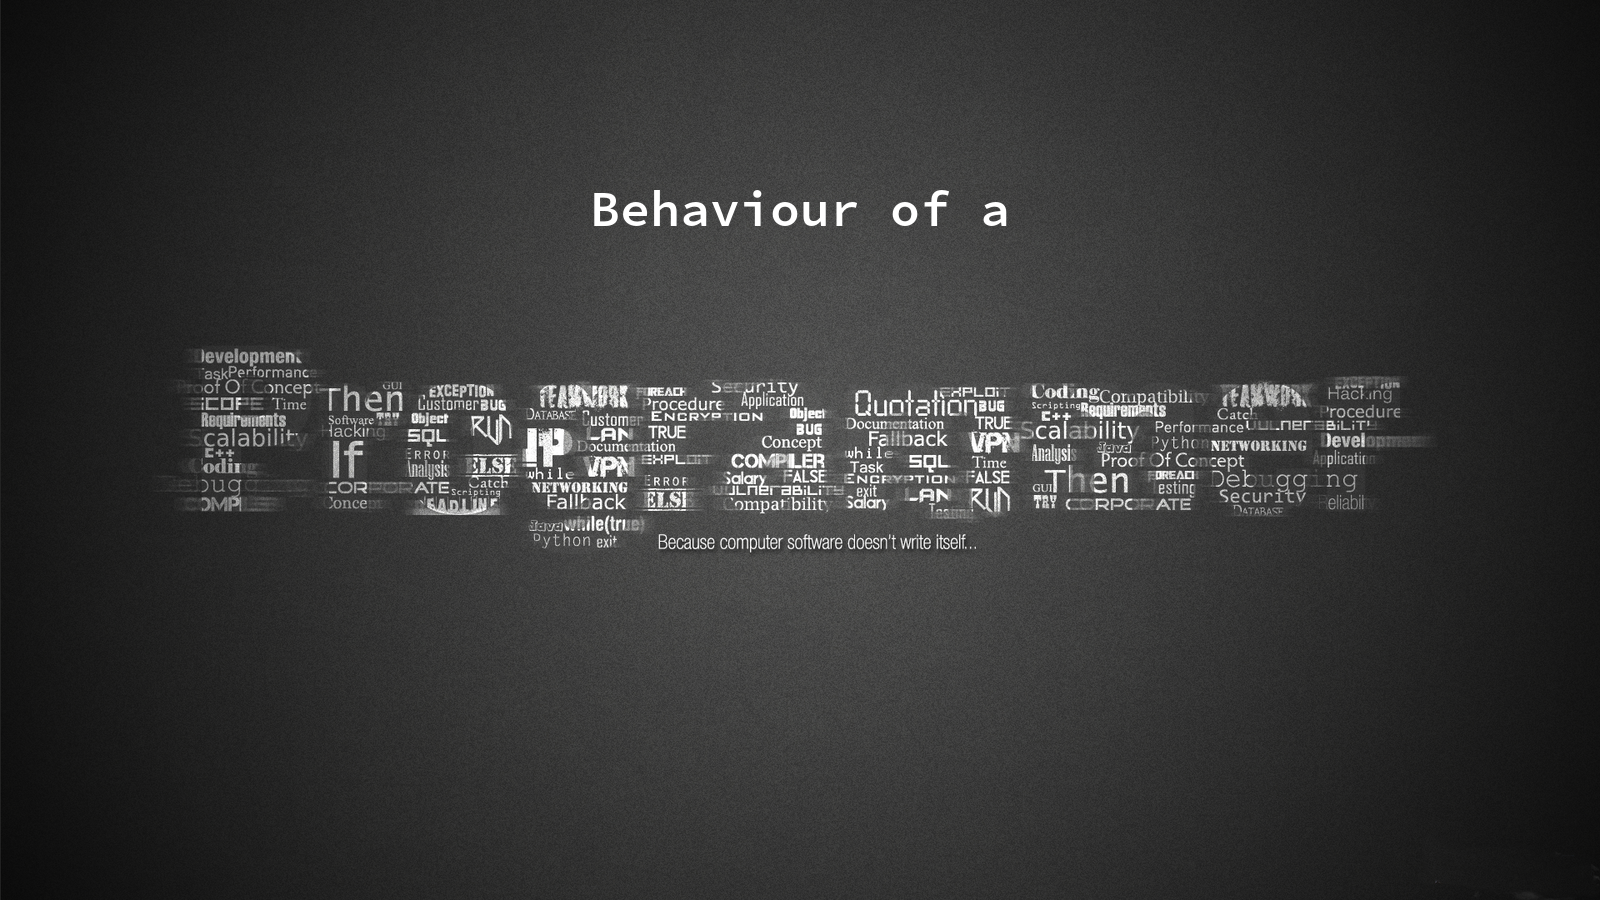 Behaviour of a
Programmer
Development
Task Performance
Proof Of Concept
SCOPE Time
Requirements
Scalability
C++
Coding
Debug
COMPILER
Then GUI
Software TRY
Hacking
If
CORPORATE
Concept
EXCEPTION
Customer BUG
Object RUN
SQL
ERROR
Analysis ELSE
Catch
Scripting
DEADLINE
TEAMWORK
DATABASE Customer
IP LAN
Documentation
while VPN
NETWORKING
Fallback
Java while(true)
Python exit
BREACH
Procedure
ENCRYPTION
TRUE
EXPLOIT
ERROR
ELSE
Security
Application
Object
BUG
Concept
COMPILER
Salary FALSE
VULNERABILITY
Compatibility
EXPLOIT
Quotation BUG
Documentation TRUE
Fallback VPN
while
Task SQL Time
ENCRYPTION FALSE
exit LAN RUN
Salary
Testing
Coding Compatibility
Scripting Requirements
C++
Scalability Python
Analysis Java
Proof Of Concept
Then BREACH
GUI Testing
TRY CORPORATE
TEAMWORK
Catch
Performance VULNERABILITY
NETWORKING
Debugging
Security
DATABASE
EXCEPTION
Hacking
Procedure
Development
Application
Reliability
Because computer software doesn't write itself...